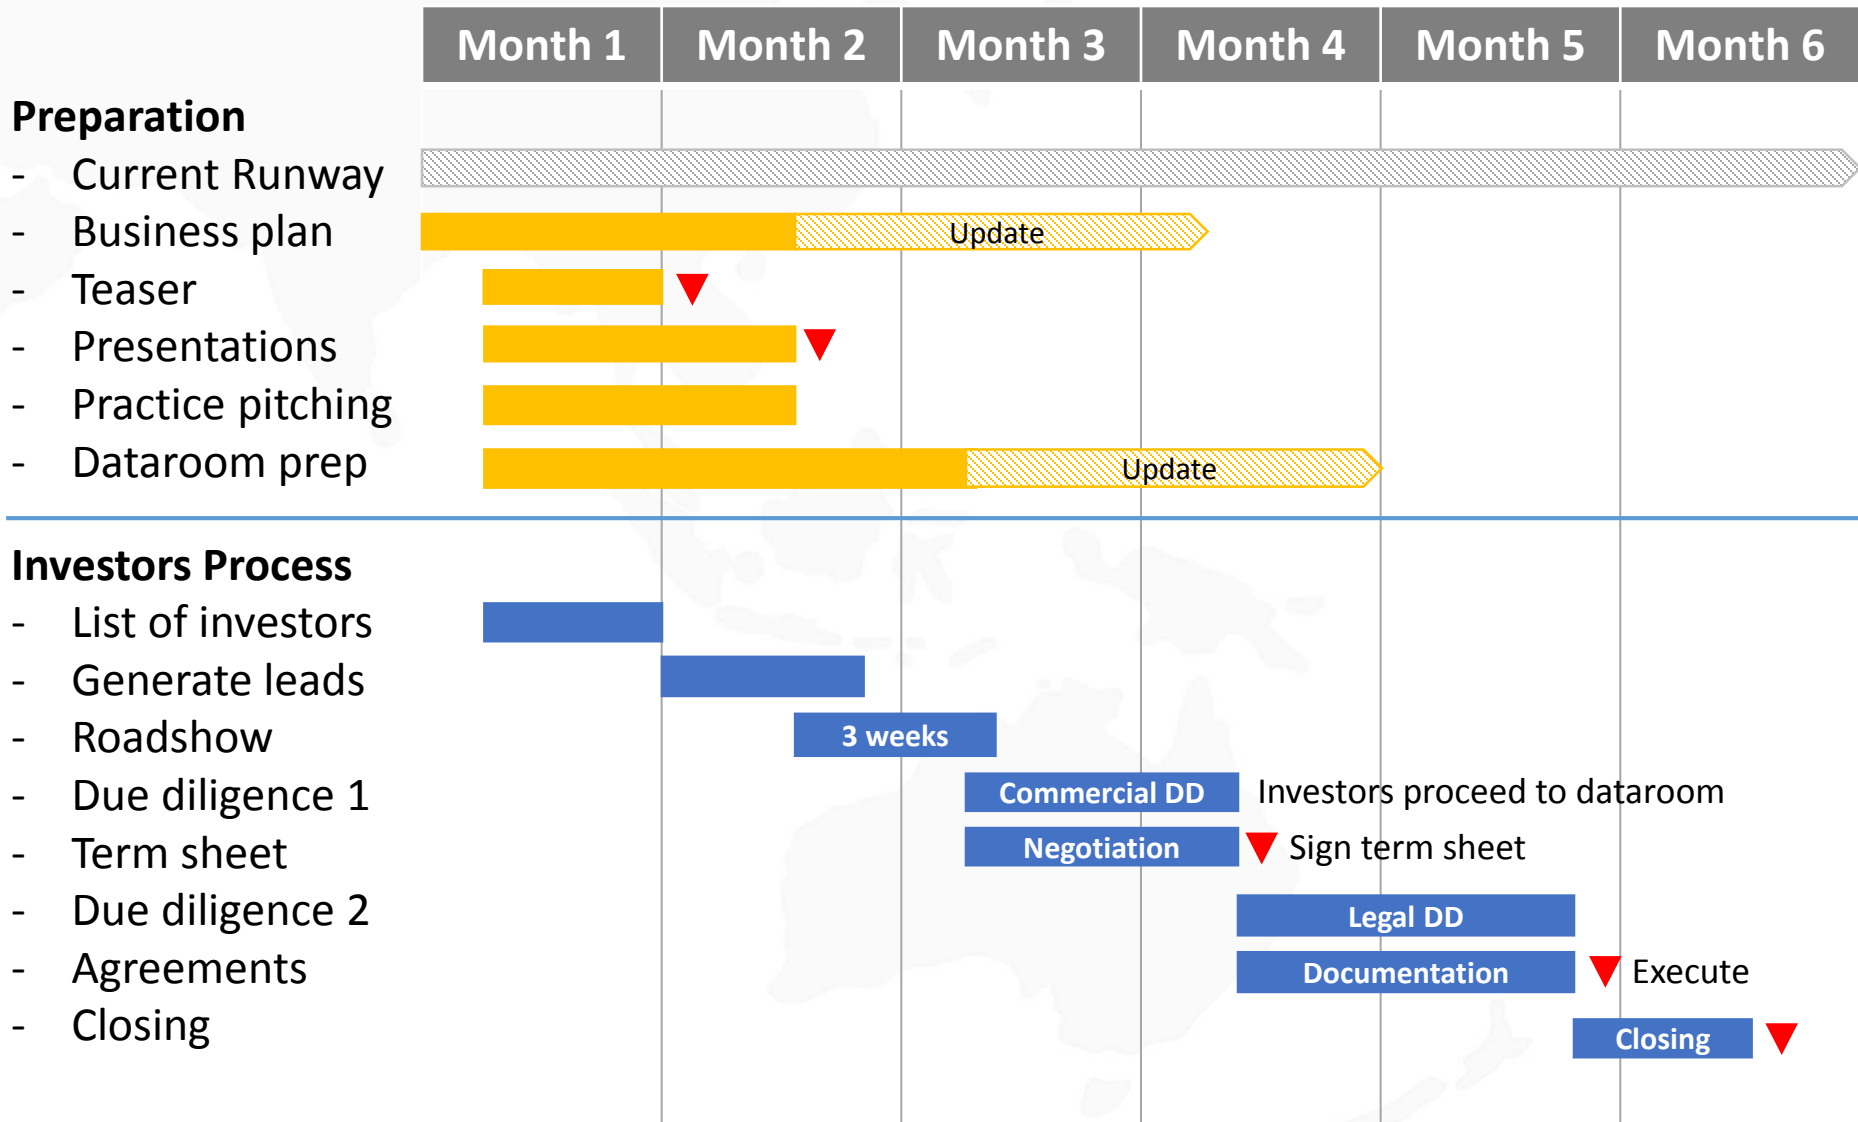 Month 1 Month 2 Month 3 Month 4 Month 5 Month 6
Preparation
- Current Runway
- Business plan Update
- Teaser
- Presentations
- Practice pitching
- Dataroom prep Update
Investors Process
- List of investors
- Generate leads
- Roadshow 3 weeks
- Due diligence 1 Commercial DD Investors proceed to dataroom
- Term sheet Negotiation Sign term sheet
- Due diligence 2 Legal DD
- Agreements Documentation Execute
- Closing Closing